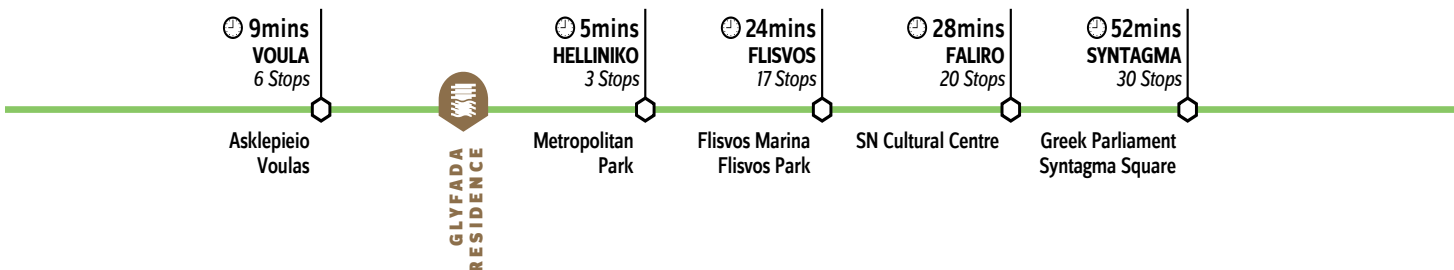 9mins
VOULA
6 Stops
Asklepieio
Voulas
GLYFADA
RESIDENCE
5mins
HELLINIKO
3 Stops
Metropolitan
Park
24mins
FLISVOS
17 Stops
Flisvos Marina
Flisvos Park
28mins
FALIRO
20 Stops
SN Cultural Centre
52mins
SYNTAGMA
30 Stops
Greek Parliament
Syntagma Square